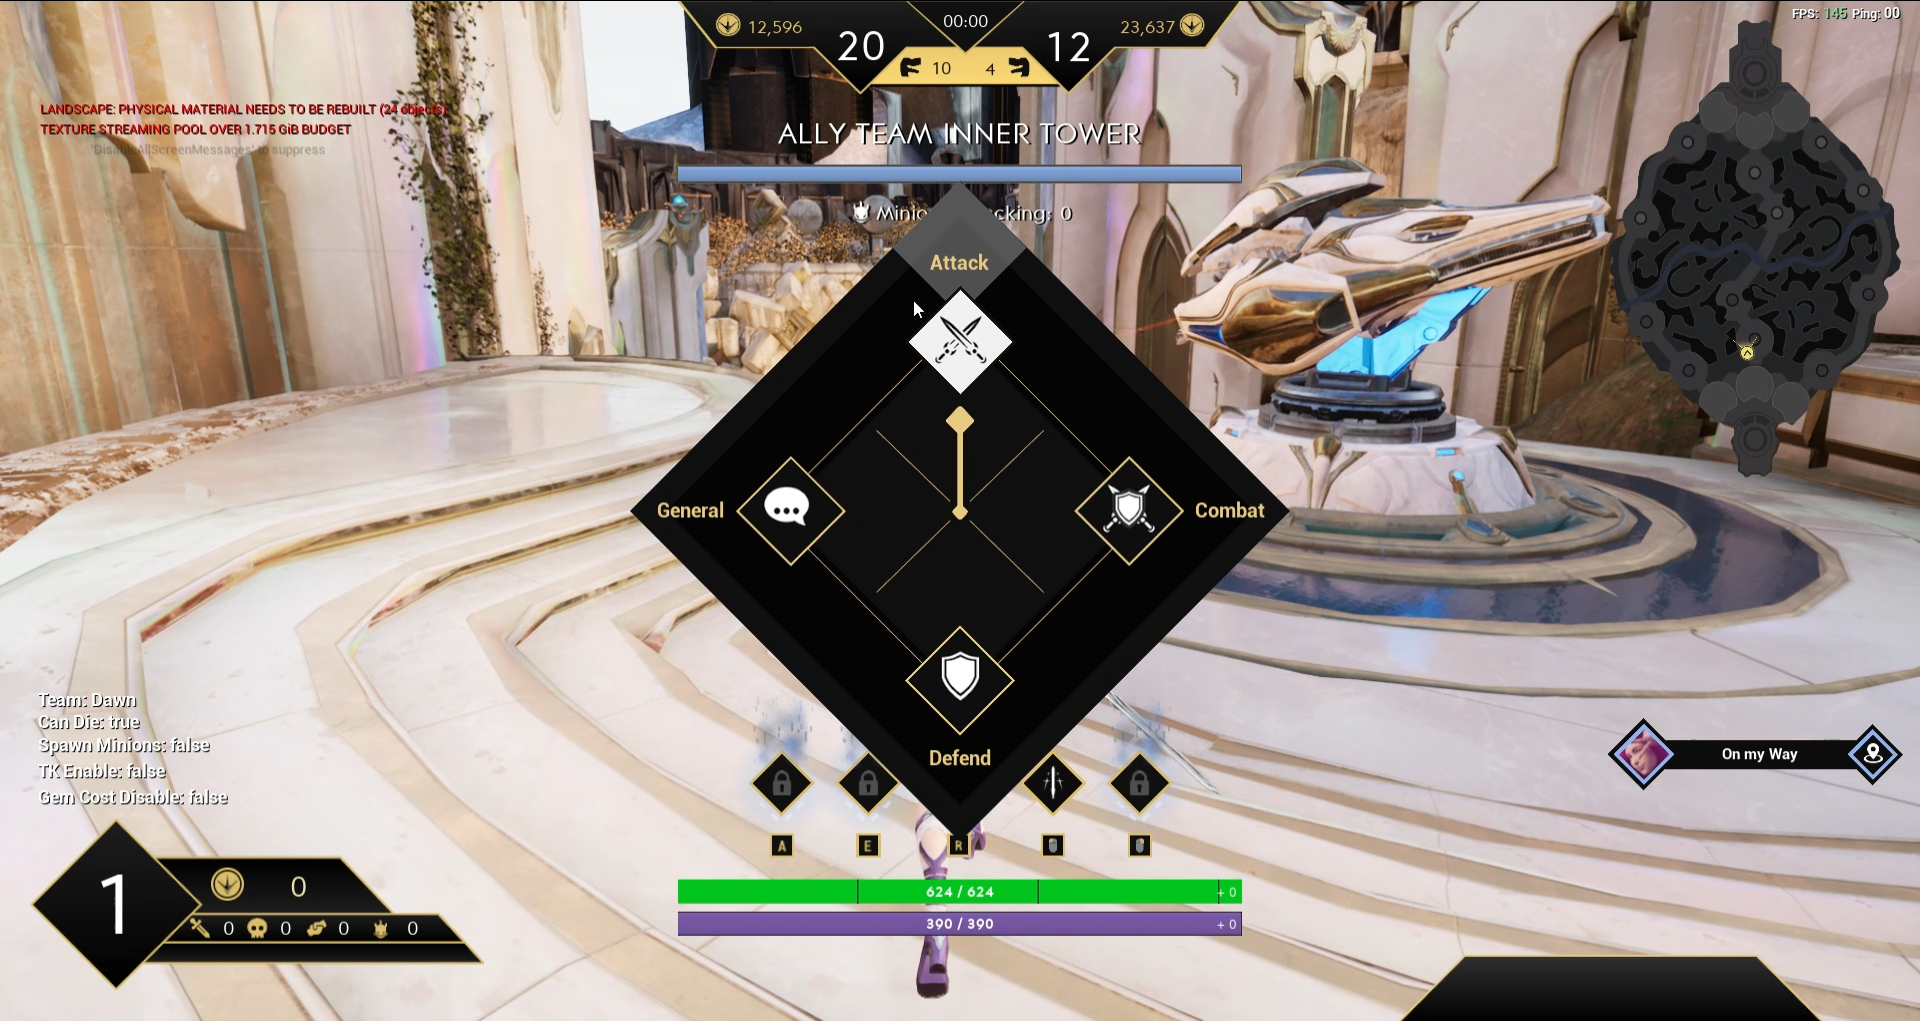 FPS: 145 Ping: 00
12,596
00:00
23,637
20
12
10
4
LANDSCAPE: PHYSICAL MATERIAL NEEDS TO BE REBUILT (24 objects)
TEXTURE STREAMING POOL OVER 1.715 GiB BUDGET
'DisableAllScreenMessages' to suppress
ALLY TEAM INNER TOWER
0
Attack
General
Combat
Defend
Team: Dawn
Can Die: true
Spawn Minions: false
TK Enable: false
Gem Cost Disable: false
On my Way
A
E
R
624 / 624
+ 0
390 / 390
+ 0
1
0
0
0
0
0